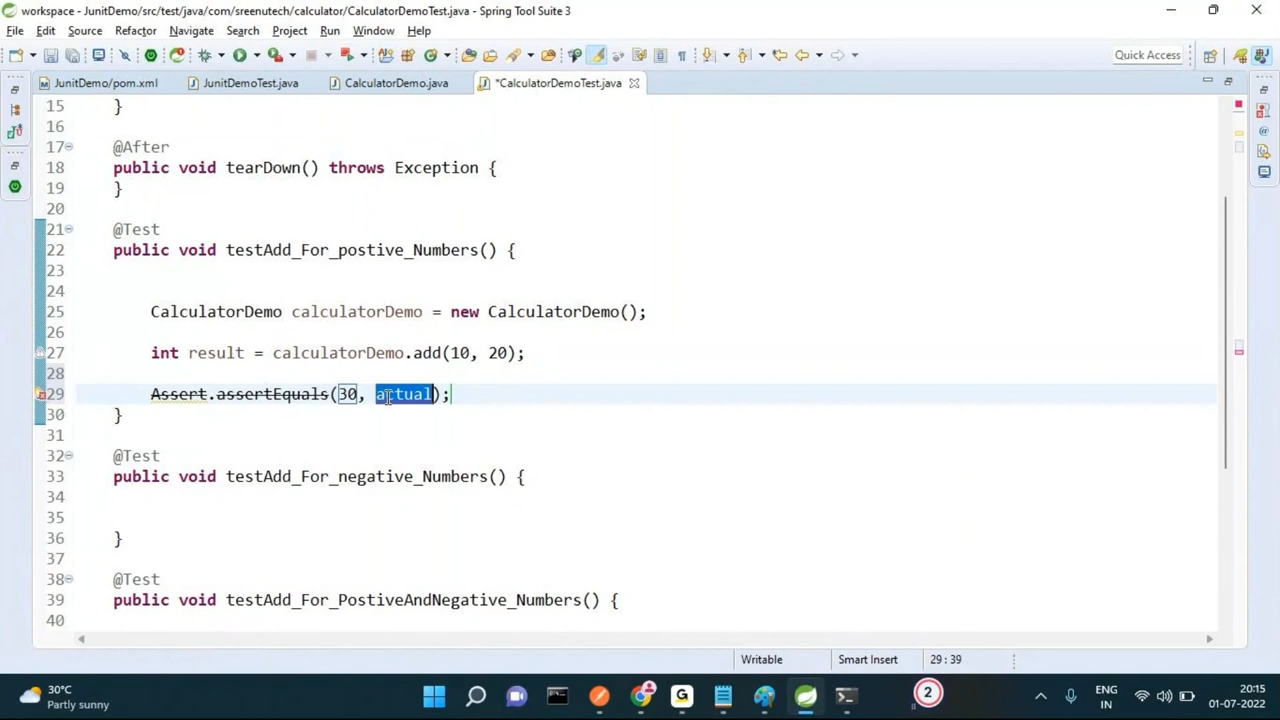 workspace - JunitDemo/src/test/java/com/sreenutech/calculator/CalculatorDemoTest.java - Spring Tool Suite 3
File Edit Source Refactor Navigate Search Project Run Window Help
Quick Access
JunitDemo/pom.xml JunitDemoTest.java CalculatorDemo.java *CalculatorDemoTest.java
15 }
16
17 @After
18 public void tearDown() throws Exception {
19 }
20
21 @Test
22 public void testAdd_For_postive_Numbers() {
23
24
25 CalculatorDemo calculatorDemo = new CalculatorDemo();
26
27 int result = calculatorDemo.add(10, 20);
28
29 Assert.assertEquals(30, actual);
30 }
31
32 @Test
33 public void testAdd_For_negative_Numbers() {
34
35
36 }
37
38 @Test
39 public void testAdd_For_PostiveAndNegative_Numbers() {
40
Writable Smart Insert 29 : 39
30°C
Partly sunny
2
ENG
IN
20:15
01-07-2022